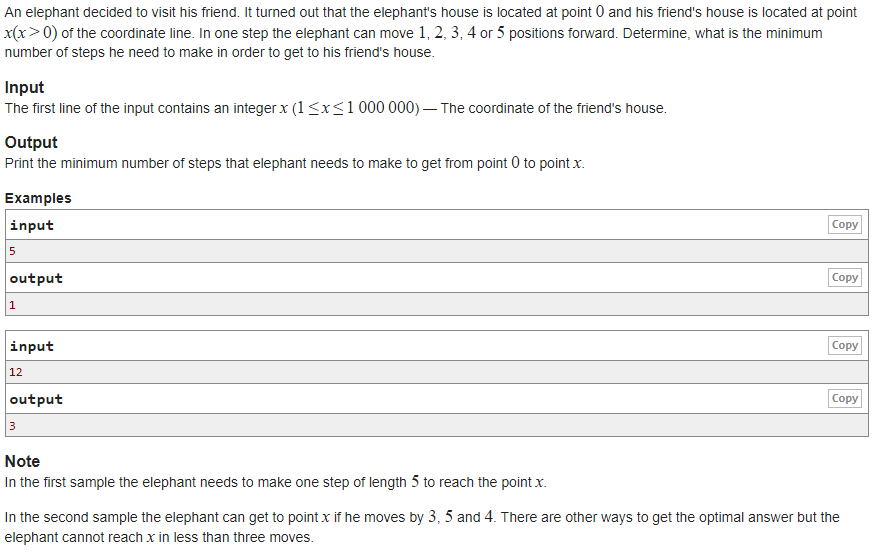 An elephant decided to visit his friend. It turned out that the elephant's house is located at point 0 and his friend's house is located at point
x(x > 0) of the coordinate line. In one step the elephant can move 1, 2, 3, 4 or 5 positions forward. Determine, what is the minimum
number of steps he need to make in order to get to his friend's house.
Input
The first line of the input contains an integer x (1 ≤ x ≤ 1 000 000) — The coordinate of the friend's house.
Output
Print the minimum number of steps that elephant needs to make to get from point 0 to point x.
Examples
input Copy
5
output Copy
1
input Copy
12
output Copy
3
Note
In the first sample the elephant needs to make one step of length 5 to reach the point x.
In the second sample the elephant can get to point x if he moves by 3, 5 and 4. There are other ways to get the optimal answer but the
elephant cannot reach x in less than three moves.